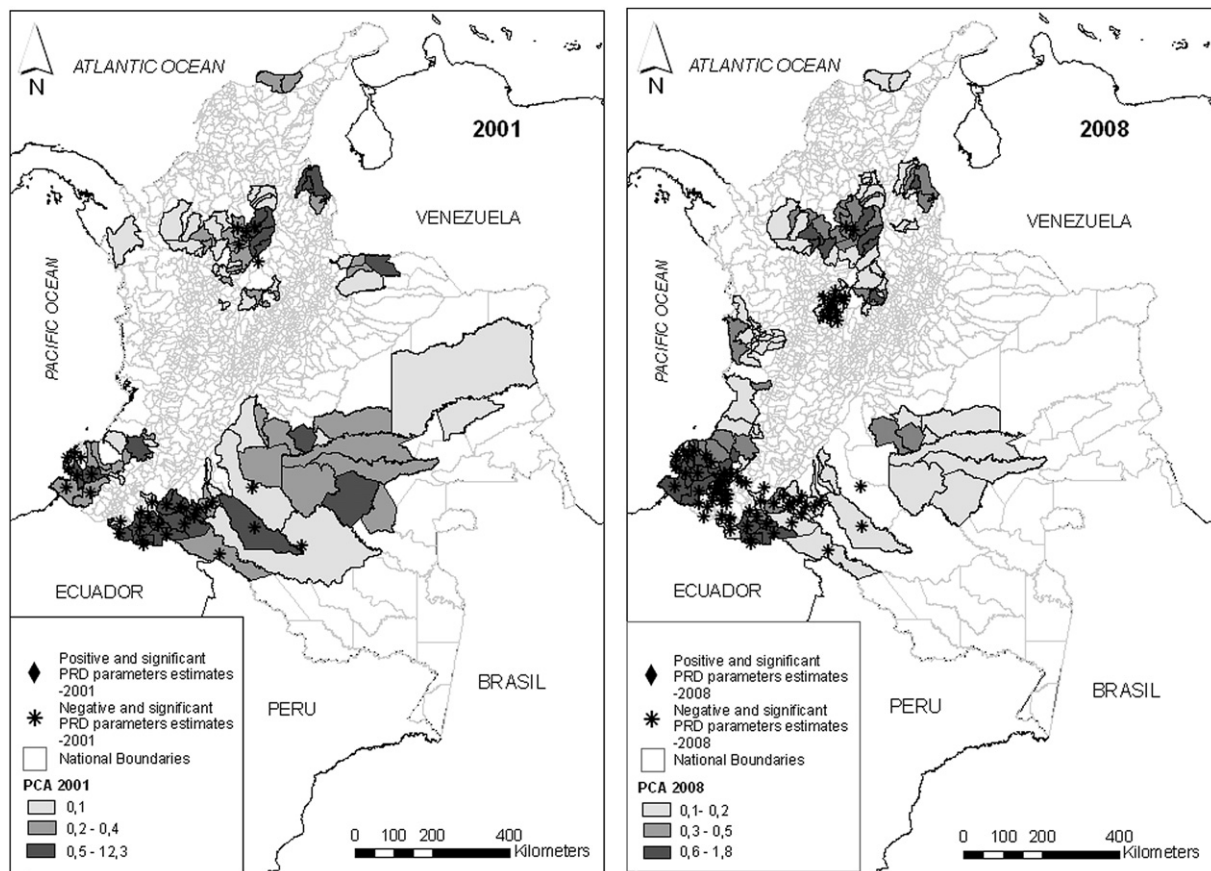 ATLANTIC OCEAN
N
2001
VENEZUELA
PACIFIC OCEAN
ECUADOR
PERU
BRASIL
Positive and significant
PRD parameters estimates
-2001
Negative and significant
PRD parameters estimates
-2001
National Boundaries
PCA 2001
0,1
0,2 - 0,4
0,5 - 12,3
0 100 200 400
Kilometers
ATLANTIC OCEAN
N
2008
VENEZUELA
PACIFIC OCEAN
ECUADOR
PERU
BRASIL
Positive and significant
PRD parameters estimates
-2008
Negative and significant
PRD parameters estimates
-2008
National Boundaries
PCA 2008
0,1- 0,2
0,3 - 0,5
0,6 - 1,8
0 100 200 400
Kilometers